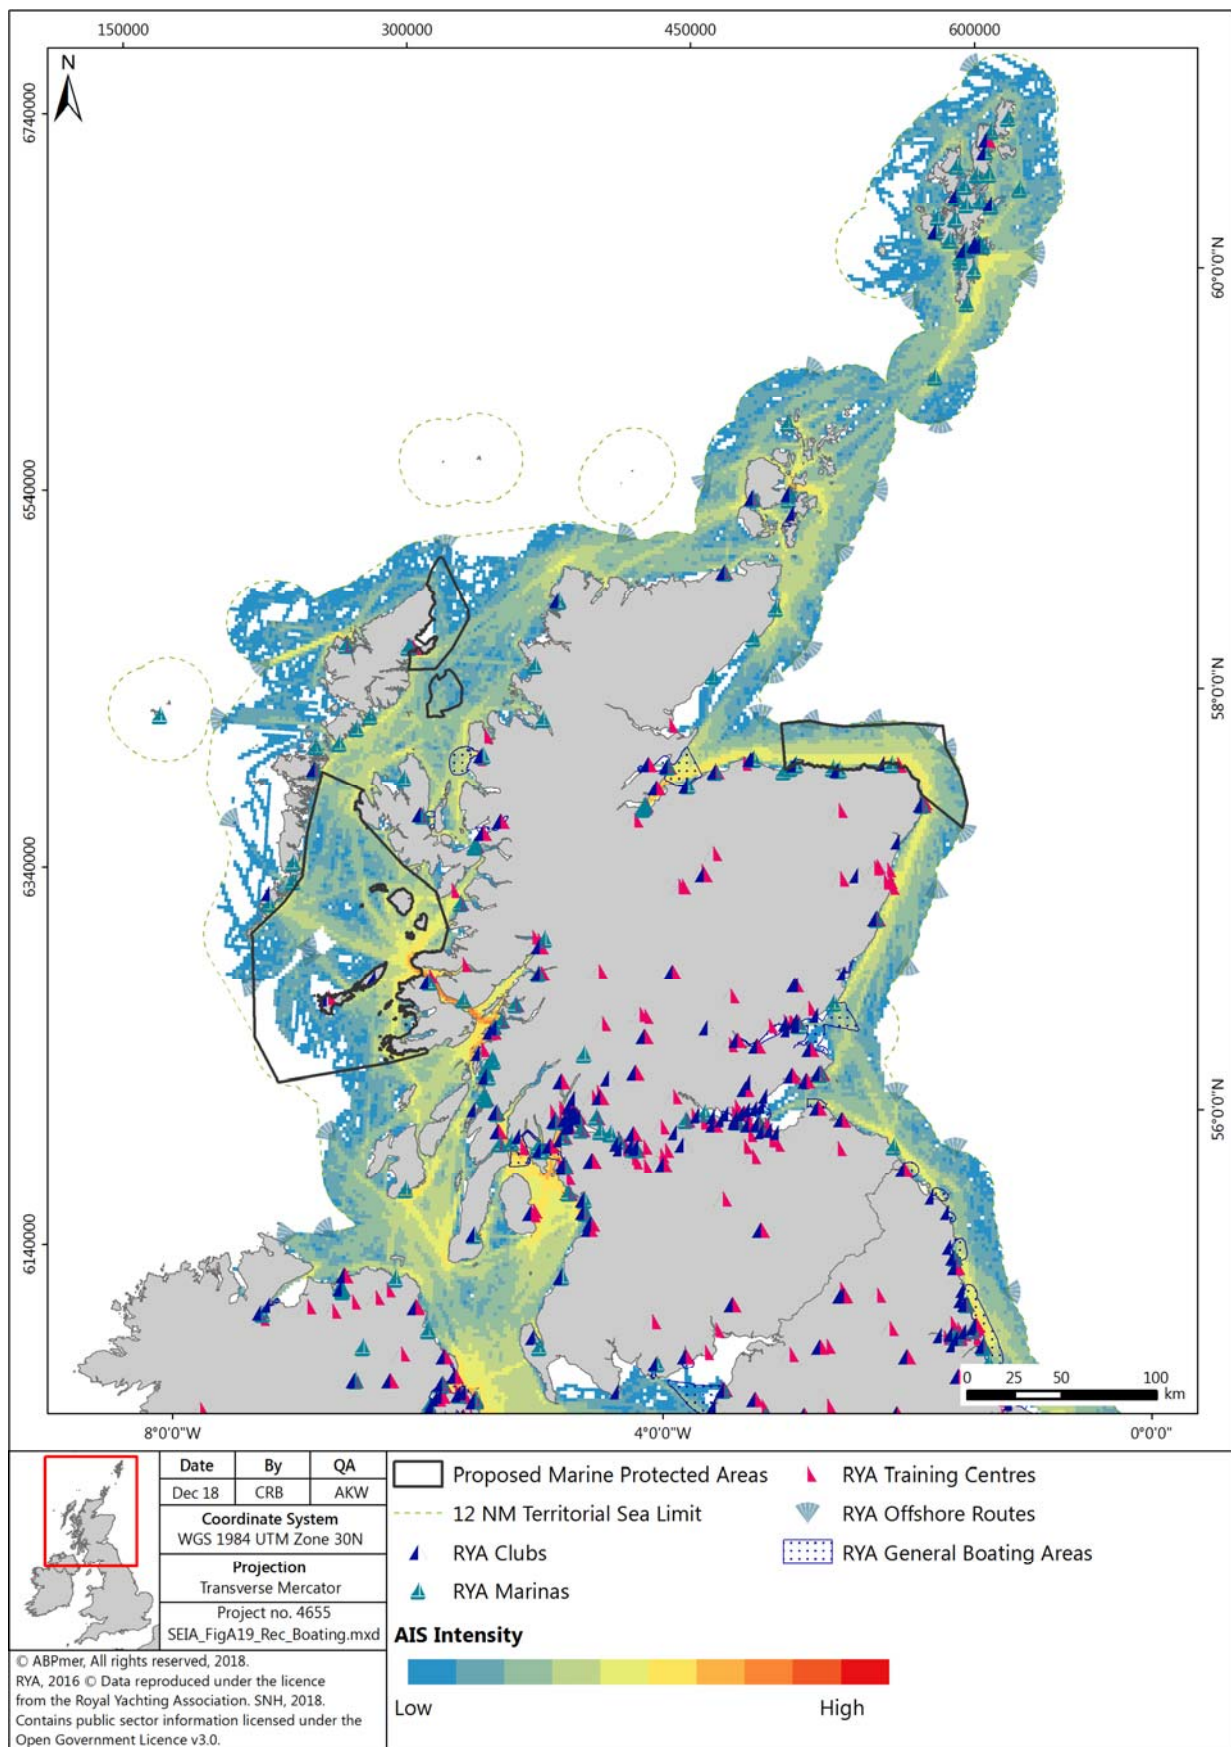 150000 300000 450000 600000
N
6740000
60°0'0"N
6540000
58°0'0"N
6340000
56°0'0"N
6140000
0 25 50 100
km
8°0'0"W 4°0'0"W 0°0'0"
Date By QA
Dec 18 CRB AKW
Coordinate System
WGS 1984 UTM Zone 30N
Projection
Transverse Mercator
Project no. 4655
SEIA_FigA19_Rec_Boating.mxd
© ABPmer, All rights reserved, 2018.
RYA, 2016 © Data reproduced under the licence
from the Royal Yachting Association. SNH, 2018.
Contains public sector information licensed under the
Open Government Licence v3.0.
Proposed Marine Protected Areas
12 NM Territorial Sea Limit
RYA Clubs
RYA Marinas
RYA Training Centres
RYA Offshore Routes
RYA General Boating Areas
AIS Intensity
Low High